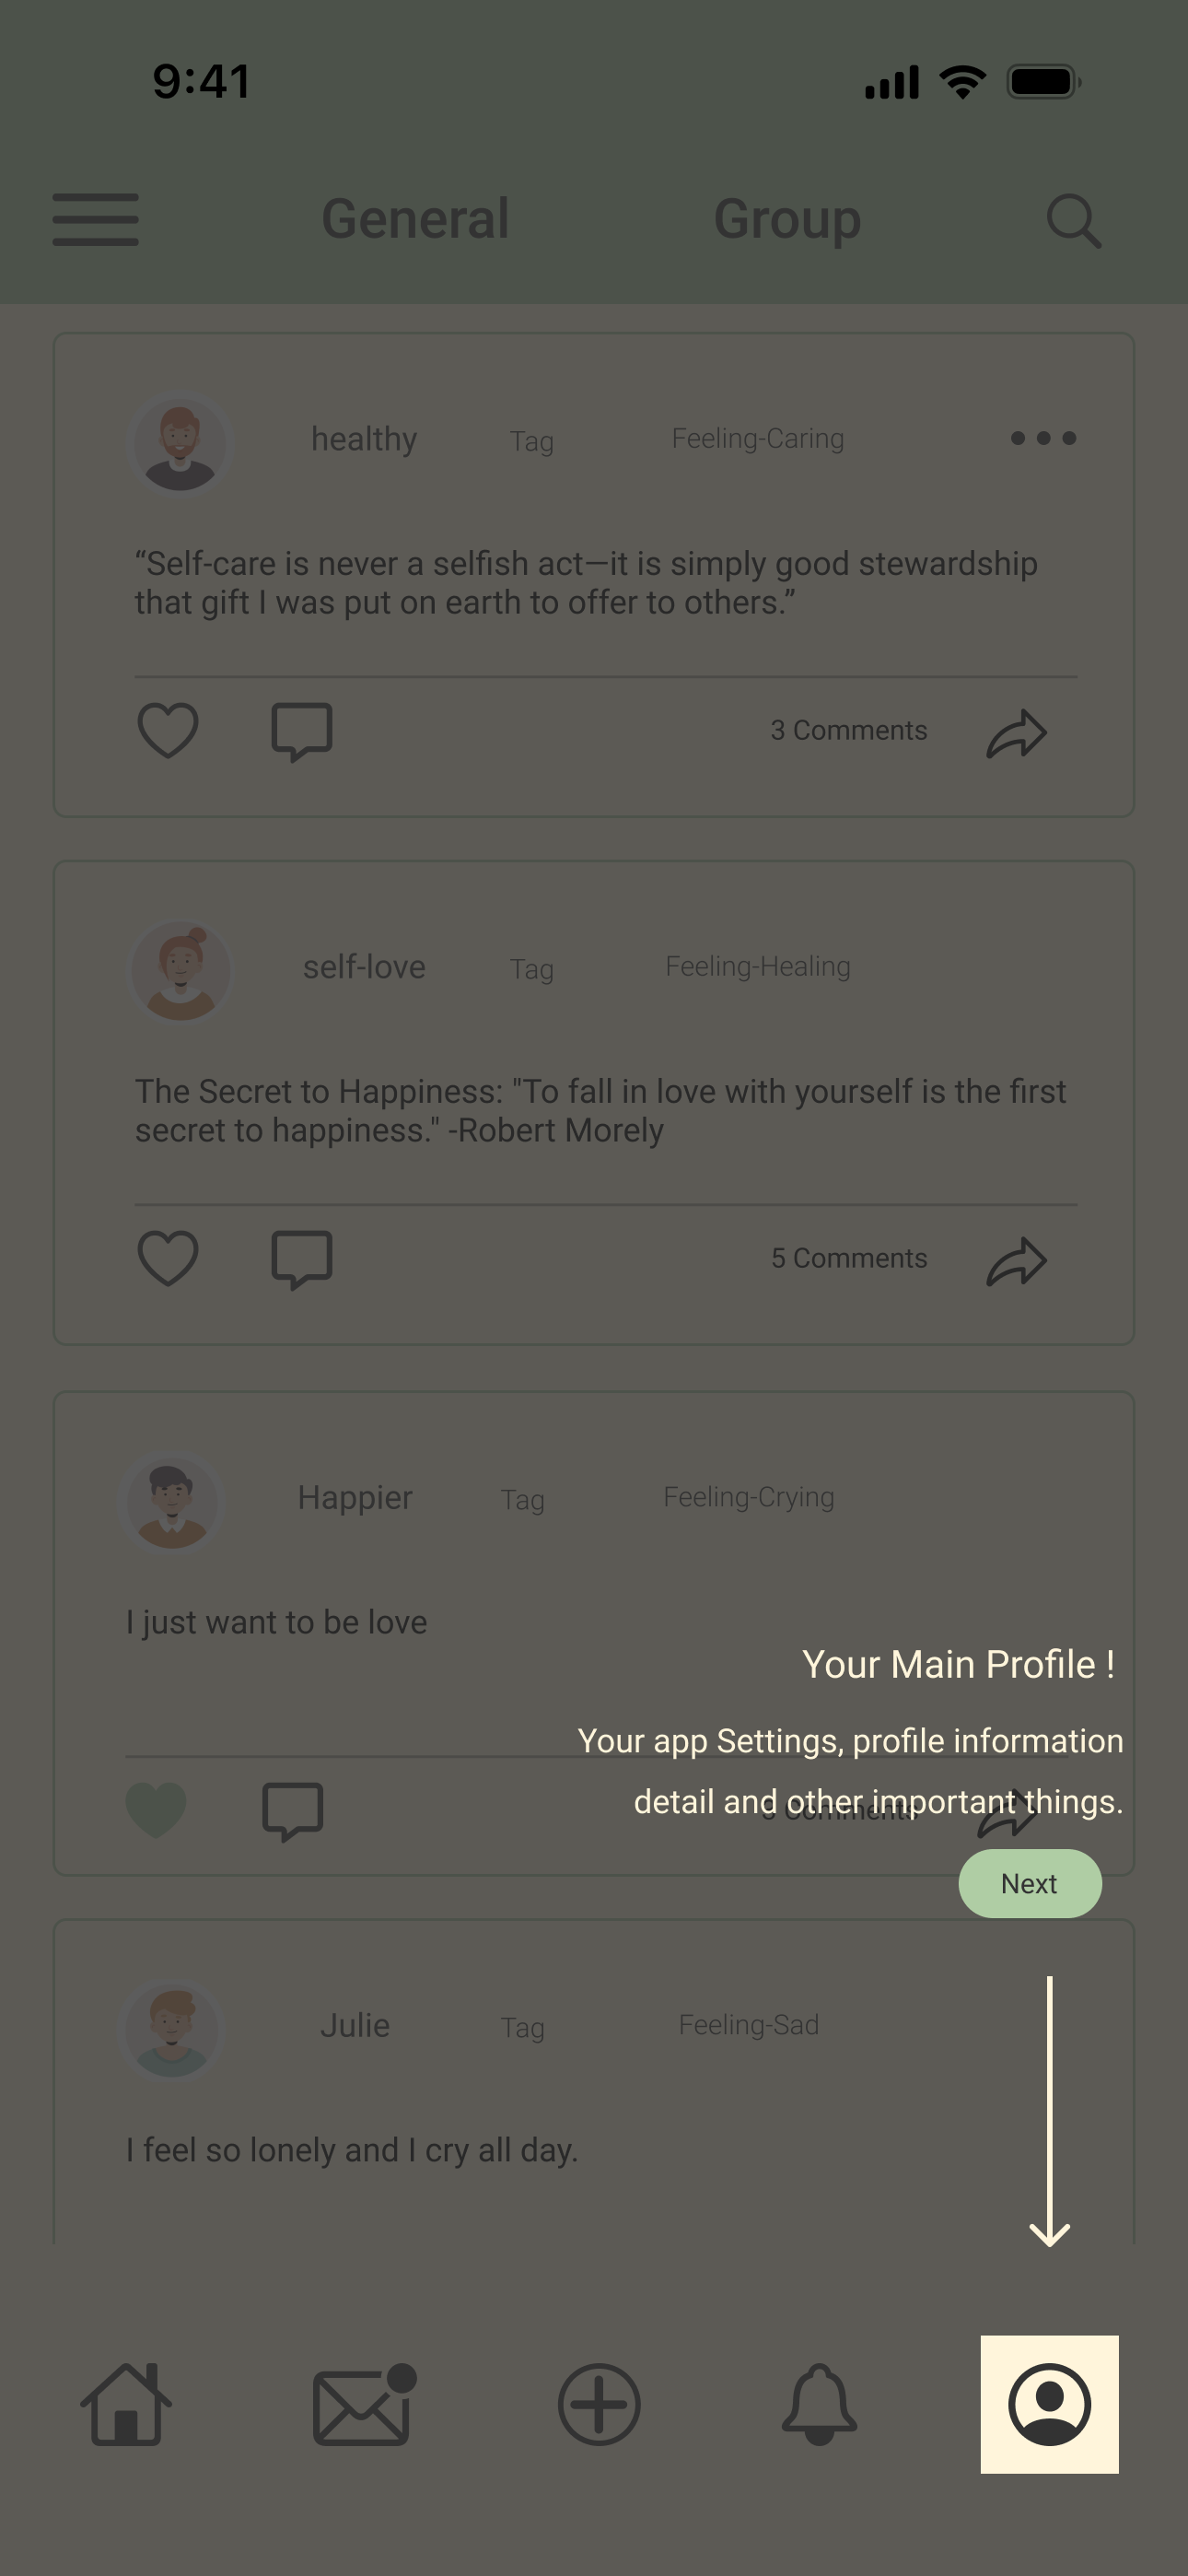 9:41
General Group
healthy Tag Feeling-Caring
“Self-care is never a selfish act—it is simply good stewardship
that gift I was put on earth to offer to others.”
3 Comments
self-love Tag Feeling-Healing
The Secret to Happiness: "To fall in love with yourself is the first
secret to happiness." -Robert Morely
5 Comments
Happier Tag Feeling-Crying
I just want to be love
Your Main Profile !
Your app Settings, profile information
detail and other important things.
Comments
Next
Julie Tag Feeling-Sad
I feel so lonely and I cry all day.